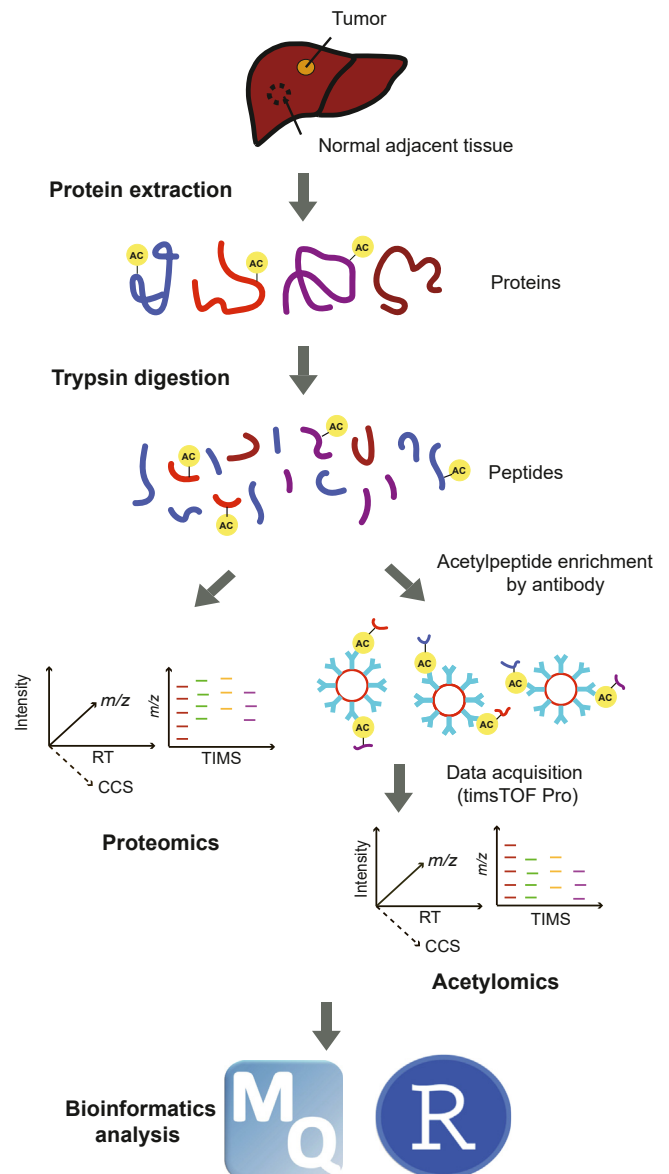 Tumor
Normal adjacent tissue
Protein extraction
AC
AC
AC
Proteins
Trypsin digestion
AC
AC
AC
AC
Peptides
Acetylpeptide enrichment
by antibody
AC
AC
AC
AC
AC
AC
Intensity
m/z
RT
CCS
m/z
TIMS
Proteomics
Data acquisition
(timsTOF Pro)
Intensity
m/z
RT
CCS
m/z
TIMS
Acetylomics
Bioinformatics
analysis
MQ
R